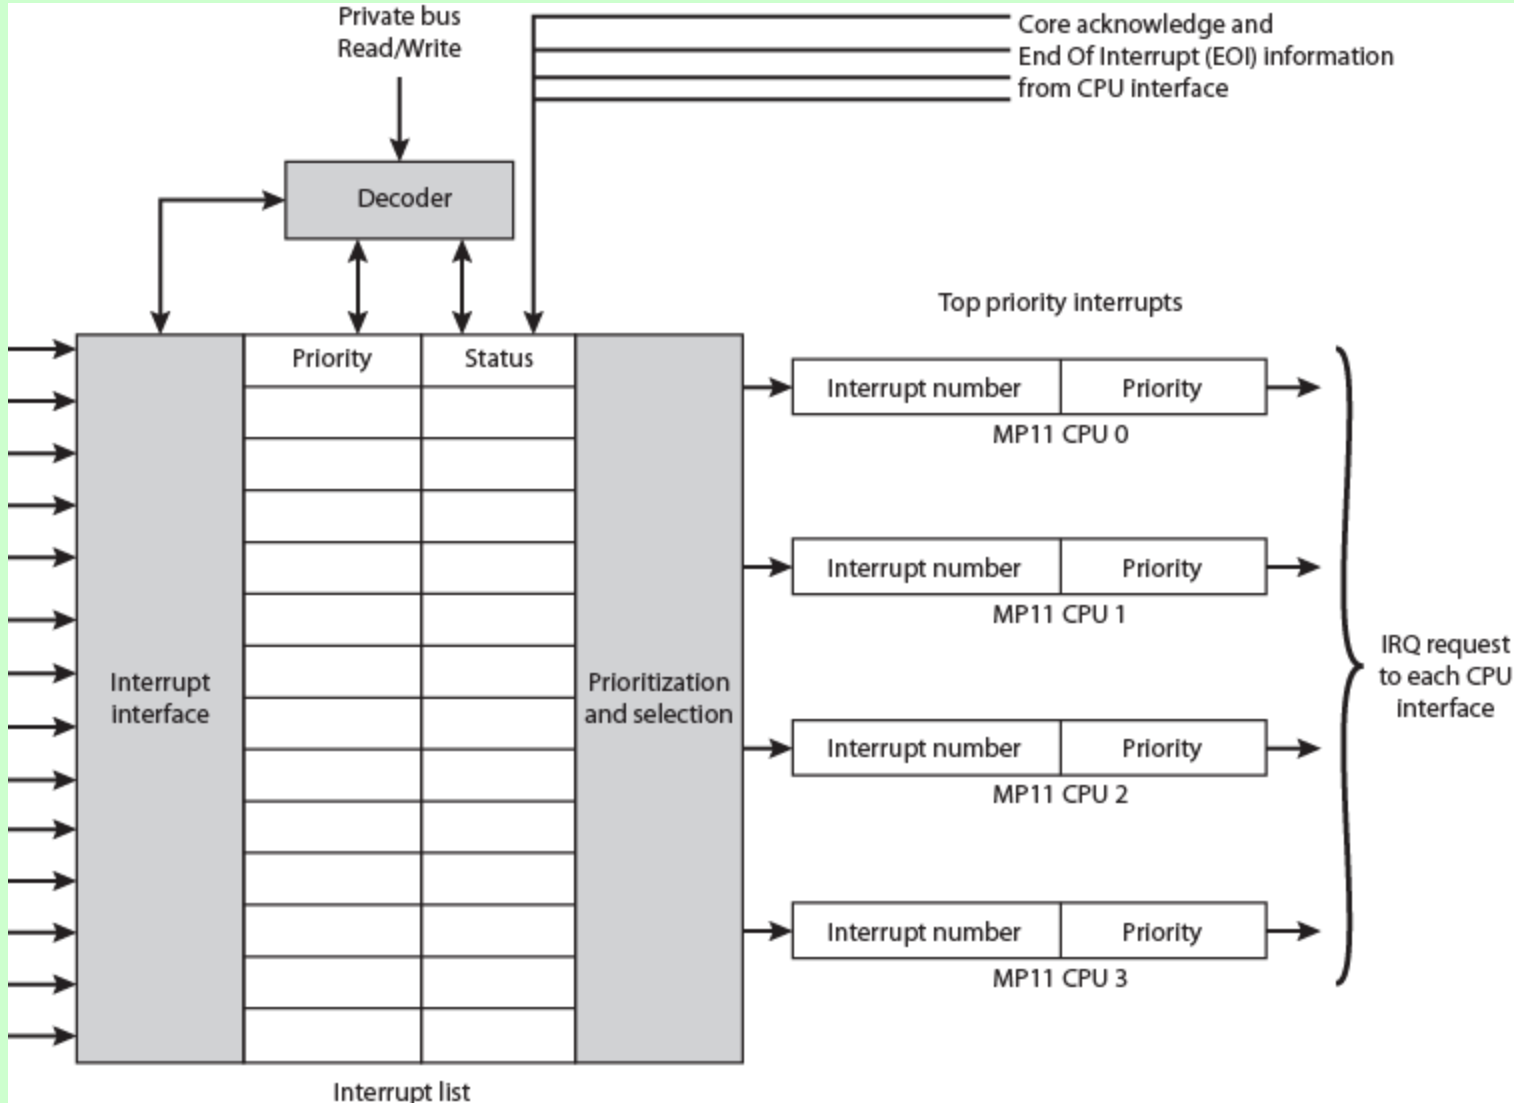 Private bus
Read/Write
Core acknowledge and
End Of Interrupt (EOI) information
from CPU interface
Decoder
Top priority interrupts
Priority
Status
Interrupt number
Priority
MP11 CPU 0
Interrupt number
Priority
MP11 CPU 1
Interrupt
interface
Prioritization
and selection
IRQ request
to each CPU
interface
Interrupt number
Priority
MP11 CPU 2
Interrupt number
Priority
MP11 CPU 3
Interrupt list